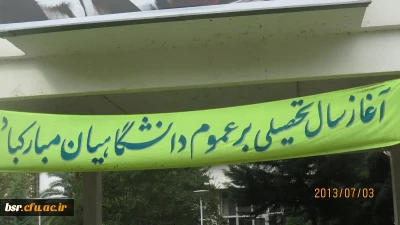 آغاز سال تحصیلی بر عموم دانشگاهیان مبارکباد
2013/07/03
bsr.cfu.ac.ir